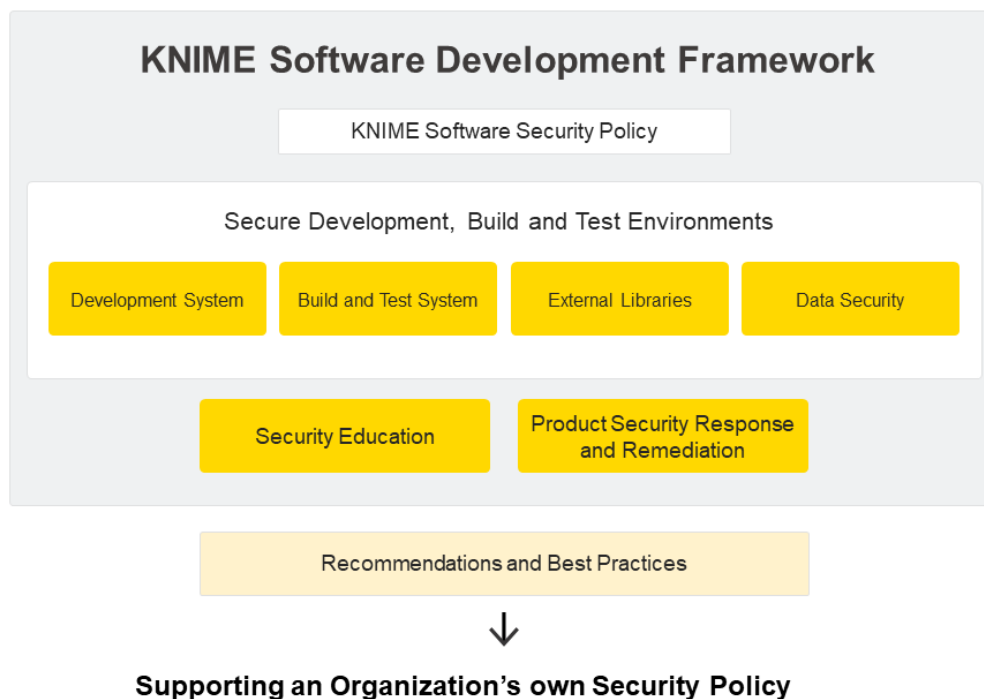 KNIME Software Development Framework
KNIME Software Security Policy
Secure Development, Build and Test Environments
Development System
Build and Test System
External Libraries
Data Security
Security Education
Product Security Response
and Remediation
Recommendations and Best Practices
Supporting an Organization's own Security Policy